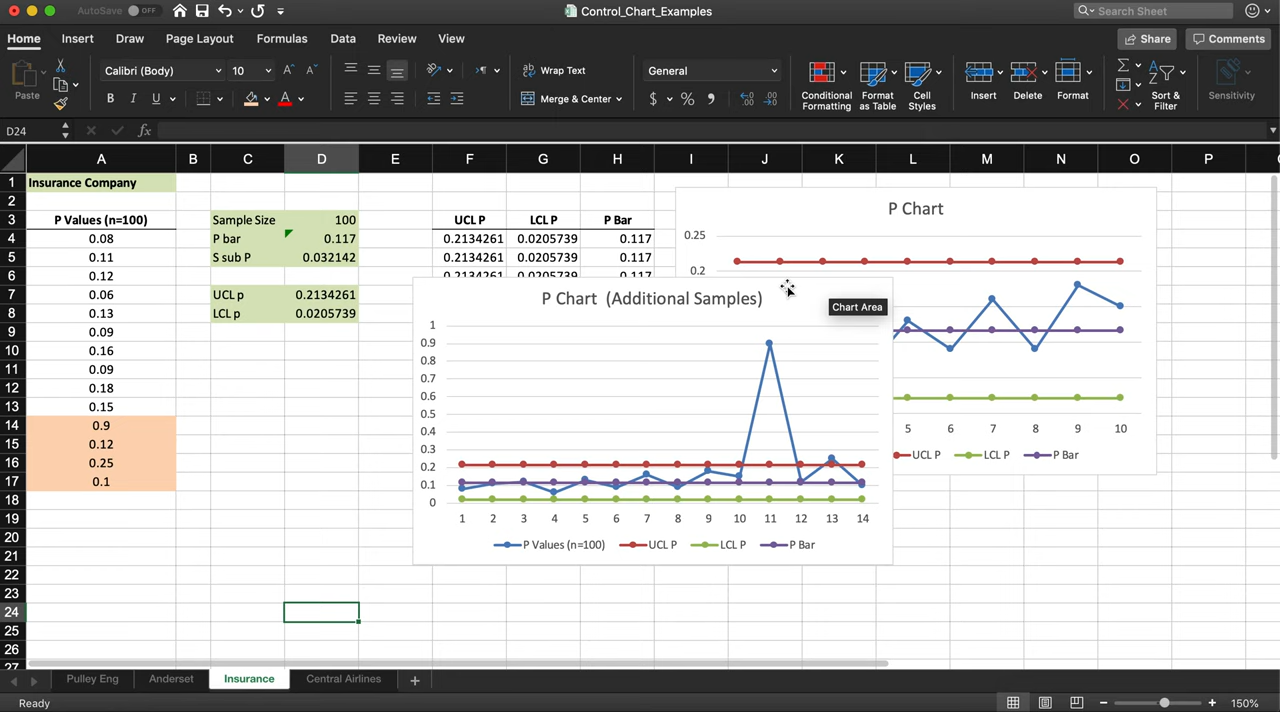 AutoSave OFF Control_Chart_Examples Search Sheet
Home Insert Draw Page Layout Formulas Data Review View Share Comments
Paste Calibri (Body) 10 Wrap Text General Conditional Formatting Format as Table Cell Styles Insert Delete Format Sort & Filter Sensitivity
B I U A Merge & Center $ % ,
D24 fx
A B C D E F G H I J K L M N O P
1 Insurance Company
2
3 P Values (n=100) Sample Size 100 UCL P LCL P P Bar
4 0.08 P bar 0.117 0.2134261 0.0205739 0.117
5 0.11 S sub P 0.032142 0.2134261 0.0205739 0.117
6 0.12 0.2134261 0.0205739 0.117
7 0.06 UCL p 0.2134261
8 0.13 LCL p 0.0205739
9 0.09
10 0.16
11 0.09
12 0.18
13 0.15
14 0.9
15 0.12
16 0.25
17 0.1
18
19
20
21
22
23
24
25
26
27
P Chart
0.25
0.2
5 6 7 8 9 10
UCL P LCL P P Bar
P Chart (Additional Samples)
Chart Area
1
0.9
0.8
0.7
0.6
0.5
0.4
0.3
0.2
0.1
0
1 2 3 4 5 6 7 8 9 10 11 12 13 14
P Values (n=100) UCL P LCL P P Bar
Pulley Eng Anderset Insurance Central Airlines
Ready 150%